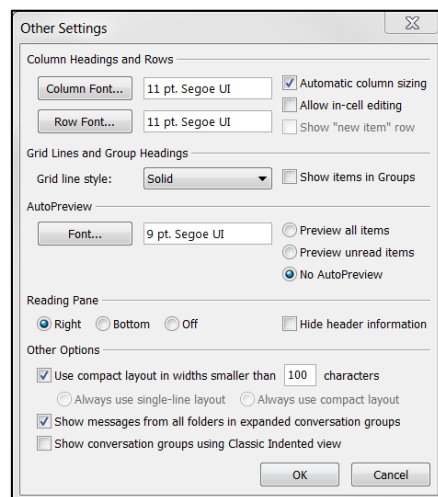 Other Settings
Column Headings and Rows
Column Font... 11 pt. Segoe UI Automatic column sizing
Allow in-cell editing
Row Font... 11 pt. Segoe UI Show "new item" row
Grid Lines and Group Headings
Grid line style: Solid Show items in Groups
AutoPreview
Font... 9 pt. Segoe UI Preview all items
Preview unread items
No AutoPreview
Reading Pane
Right Bottom Off Hide header information
Other Options
Use compact layout in widths smaller than 100 characters
Always use single-line layout Always use compact layout
Show messages from all folders in expanded conversation groups
Show conversation groups using Classic Indented view
OK Cancel